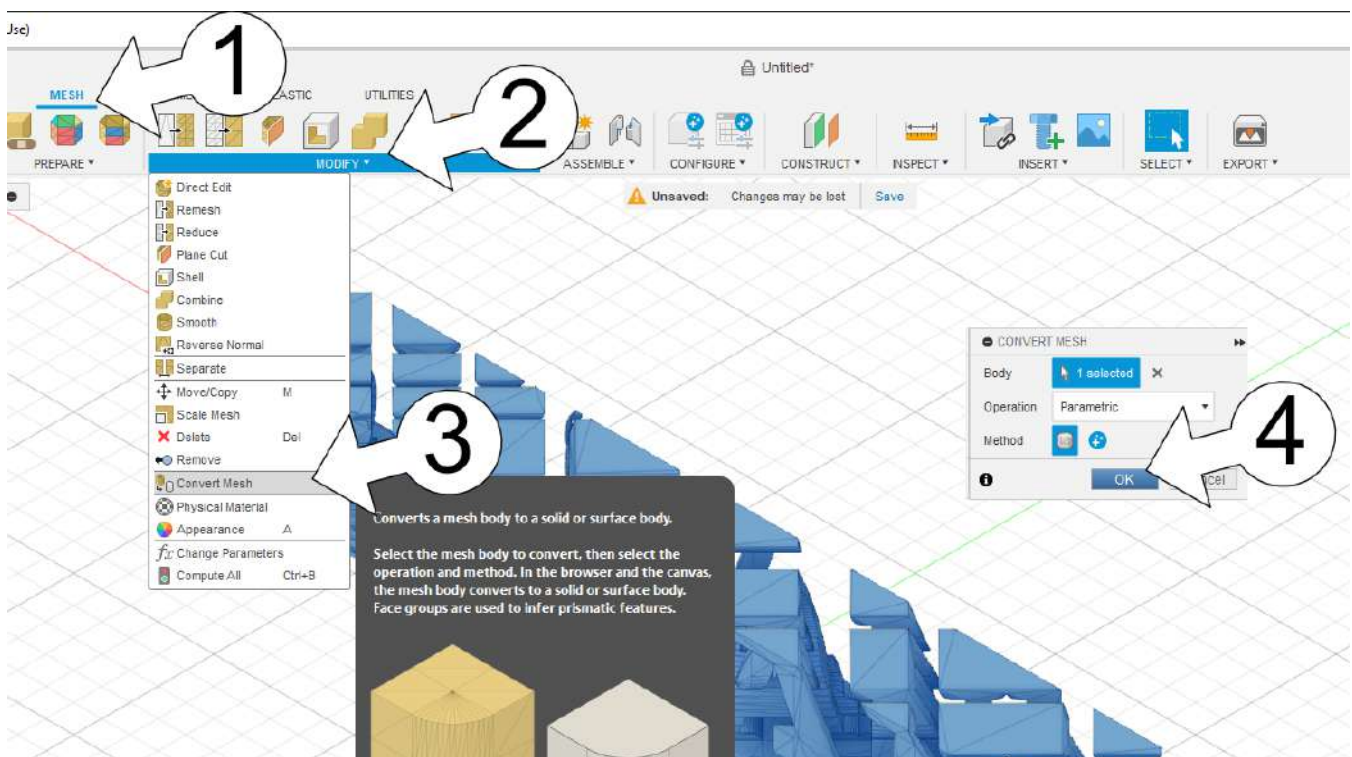 Use)
1
Untitled*
MESH
ASTIC
UTILITIES
2
PREPARE
MODIFY
ASSEMBLE
CONFIGURE
CONSTRUCT
INSPECT
INSERT
SELECT
EXPORT
Unsaved: Changes may be lost Save
Direct Edit
Remesh
Reduce
Plane Cut
Shell
Combine
Smooth
Reverse Normal
Separate
Move/Copy M
Scale Mesh
Delete Del
Remove
Convert Mesh
Physical Material
Appearance A
fx Change Parameters
Compute All Ctrl+B
3
Converts a mesh body to a solid or surface body.
Select the mesh body to convert, then select the
operation and method. In the browser and the canvas,
the mesh body converts to a solid or surface body.
Face groups are used to infer prismatic features.
CONVERT MESH
Body 1 selected
Operation Parametric
Method
OK cel
4